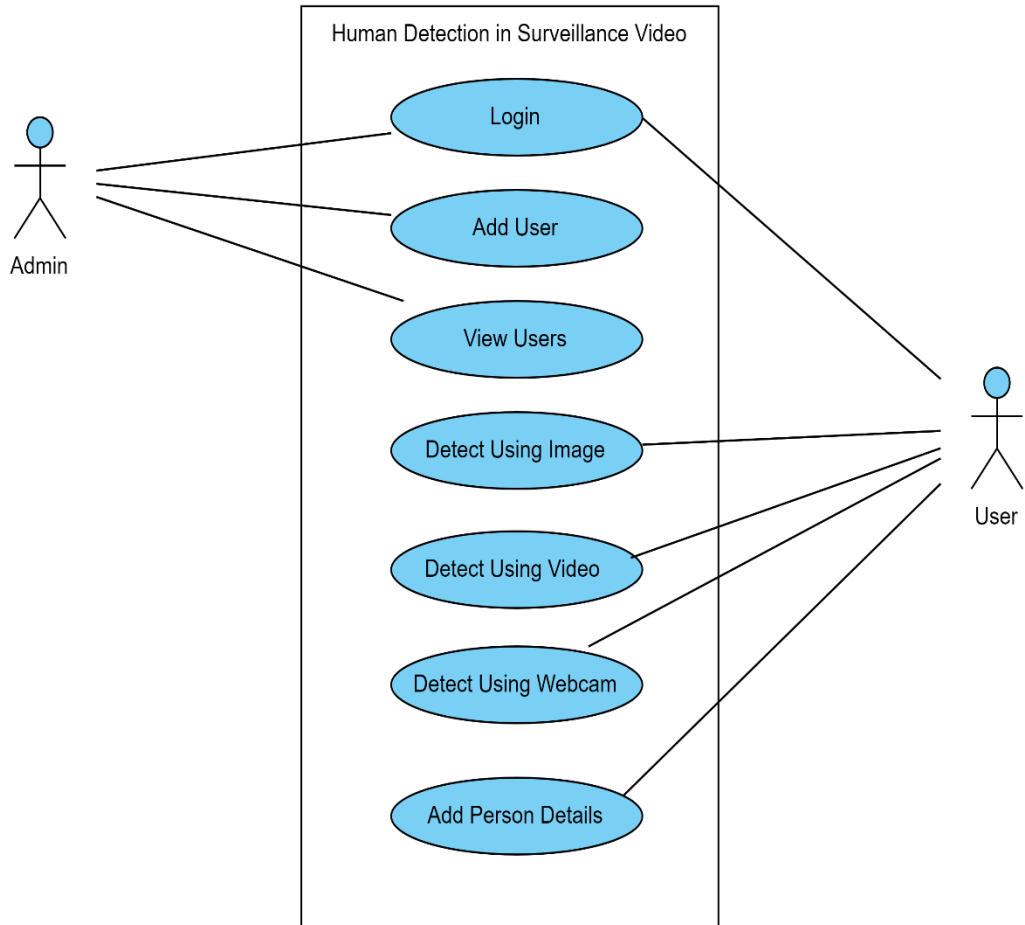 Human Detection in Surveillance Video
Login
Admin
Add User
View Users
Detect Using Image
User
Detect Using Video
Detect Using Webcam
Add Person Details